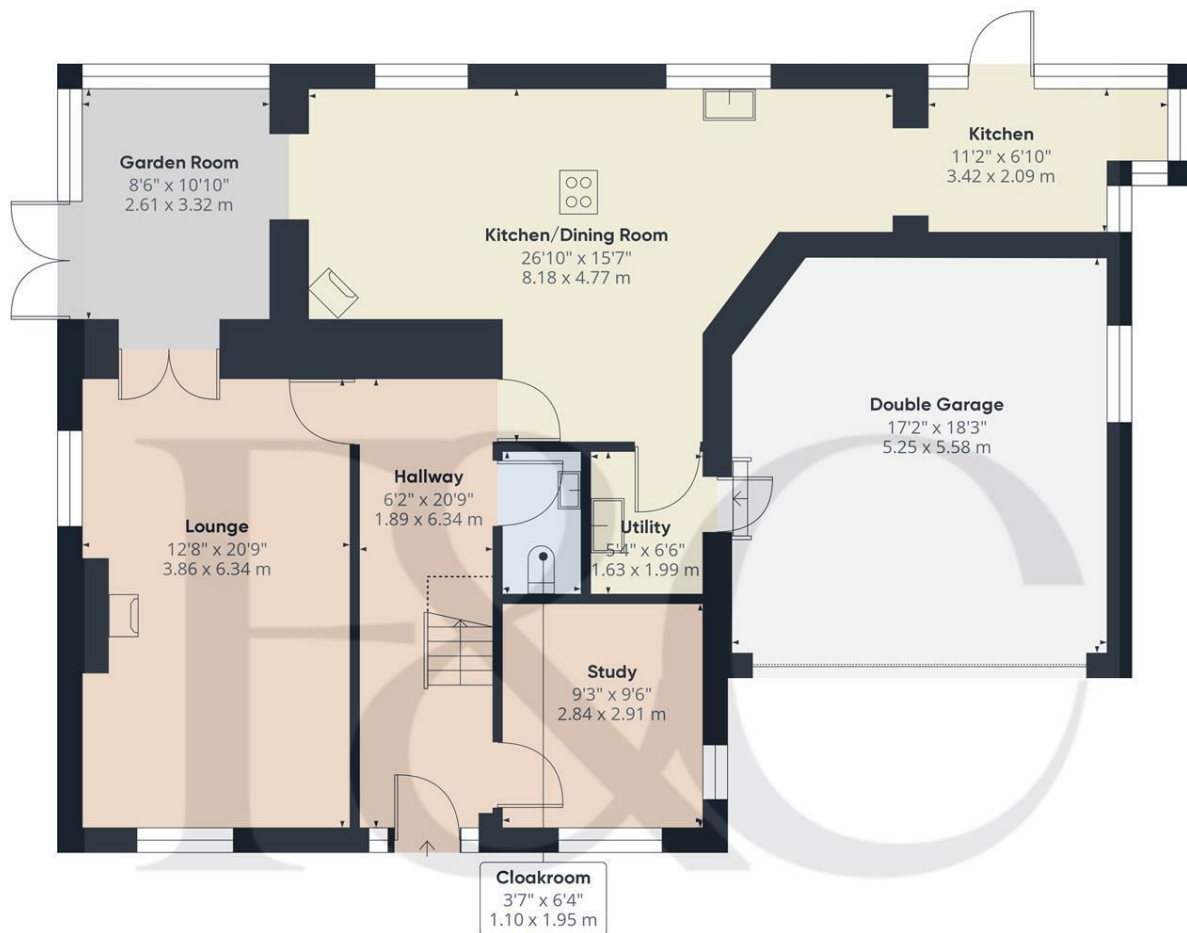 Garden Room
8'6" x 10'10"
2.61 x 3.32 m
Kitchen
11'2" x 6'10"
3.42 x 2.09 m
Kitchen/Dining Room
26'10" x 15'7"
8.18 x 4.77 m
Double Garage
17'2" x 18'3"
5.25 x 5.58 m
Hallway
6'2" x 20'9"
1.89 x 6.34 m
Lounge
12'8" x 20'9"
3.86 x 6.34 m
Utility
5'4" x 6'6"
1.63 x 1.99 m
Study
9'3" x 9'6"
2.84 x 2.91 m
Cloakroom
3'7" x 6'4"
1.10 x 1.95 m
F&C